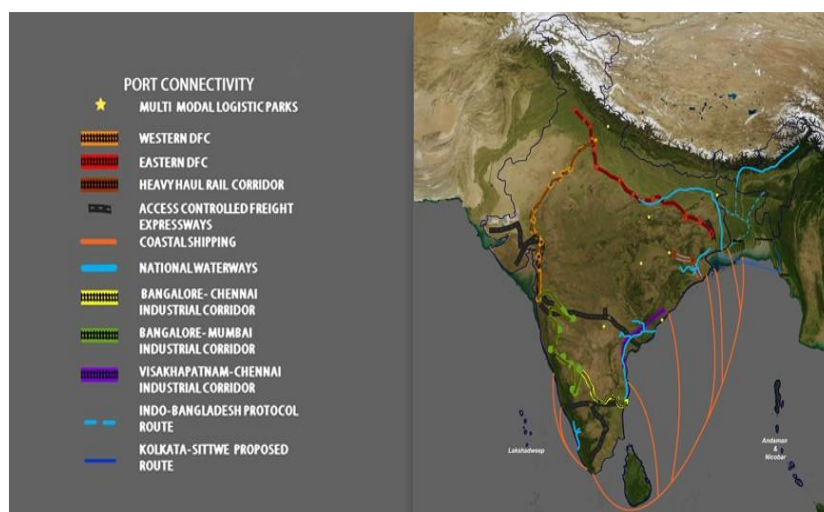 PORT CONNECTIVITY
MULTI MODAL LOGISTIC PARKS
WESTERN DFC
EASTERN DFC
HEAVY HAUL RAIL CORRIDOR
ACCESS CONTROLLED FREIGHT
EXPRESSWAYS
COASTAL SHIPPING
NATIONAL WATERWAYS
BANGALORE- CHENNAI
INDUSTRIAL CORRIDOR
BANGALORE- MUMBAI
INDUSTRIAL CORRIDOR
VISAKHAPATNAM-CHENNAI
INDUSTRIAL CORRIDOR
INDO-BANGLADESH PROTOCOL
ROUTE
KOLKATA-SITTWE PROPOSED
ROUTE
Lakshadweep
Andaman
&
Nicobar